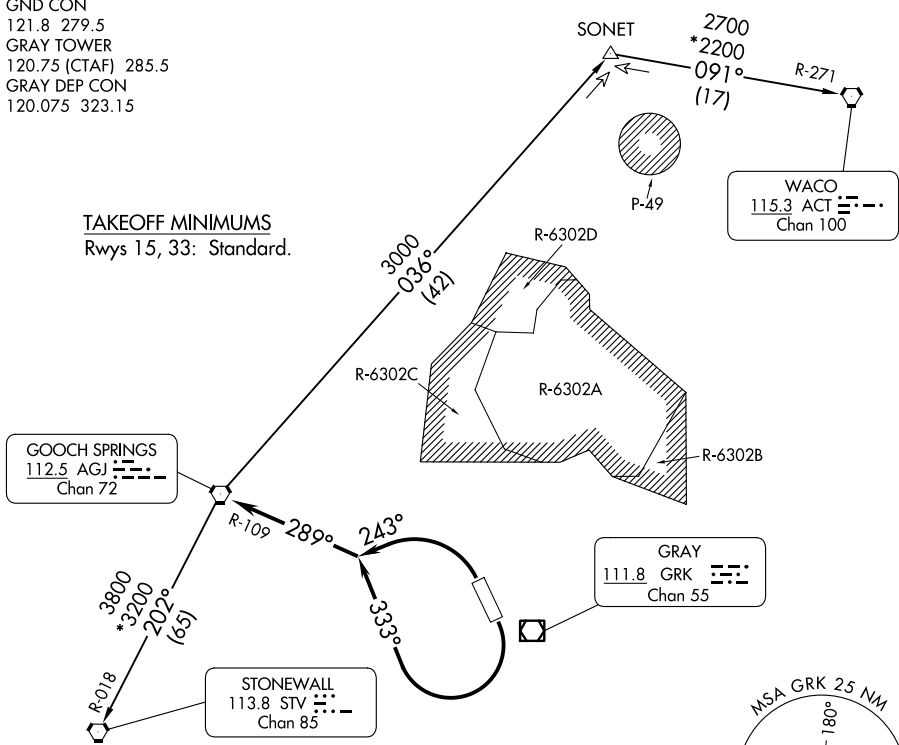 GND CON
121.8 279.5
GRAY TOWER
120.75 (CTAF) 285.5
GRAY DEP CON
120.075 323.15
SONET
2700
*2200
091°
(17)
R-271
P-49
WACO
115.3 ACT
Chan 100
TAKEOFF MINIMUMS
Rwys 15, 33: Standard.
3000
036°
(42)
R-6302D
R-6302C
R-6302A
R-6302B
GOOCH SPRINGS
112.5 AGJ
Chan 72
R-109
289°
243°
333°
GRAY
111.8 GRK
Chan 55
3800
*3200
202°
(65)
R-018
STONEWALL
113.8 STV
Chan 85
MSA GRK 25 NM
180°